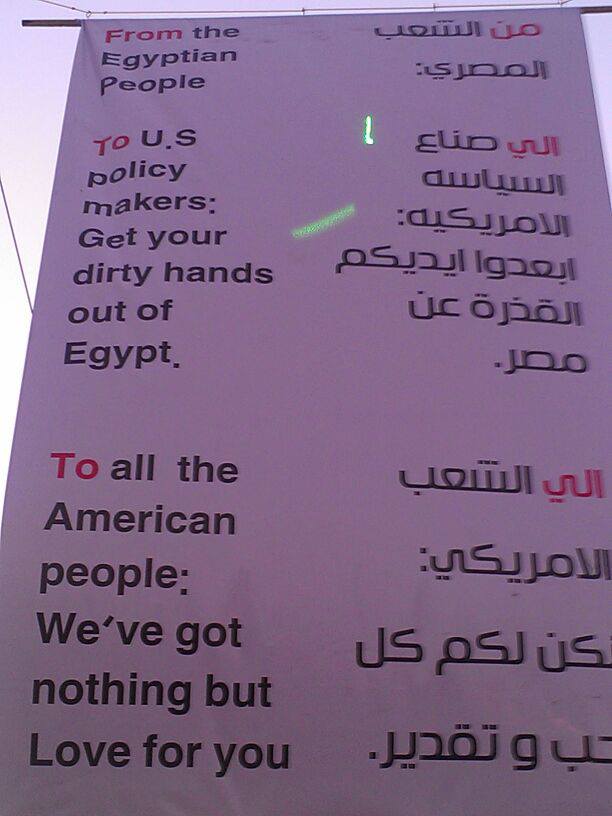 From the
Egyptian
People
To U.S
policy
makers:
Get your
dirty hands
out of
Egypt.
To all the
American
people:
We've got
nothing but
Love for you
من الشعب
المصري:
الي صناع
السياسه
الامريكيه:
ابعدوا ايديكم
القذرة عن
مصر.
الي الشعب
الامريكي:
نكن لكم كل
حب و تقدير.